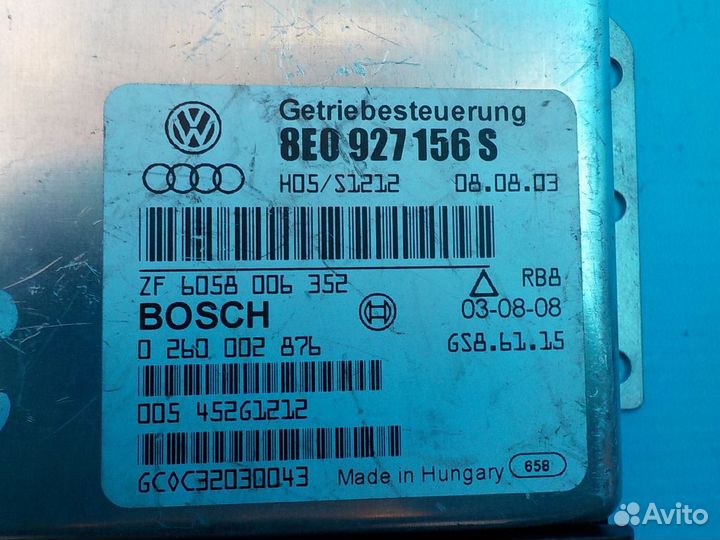 Getriebesteuerung
8E0 927 156 S
H05/S1212 08.08.03
ZF 6058 006 352
RB8
BOSCH 03-08-08
0 260 002 876 GS8.61.15
005 45261212
GC0C32030043 Made in Hungary 658
Avito